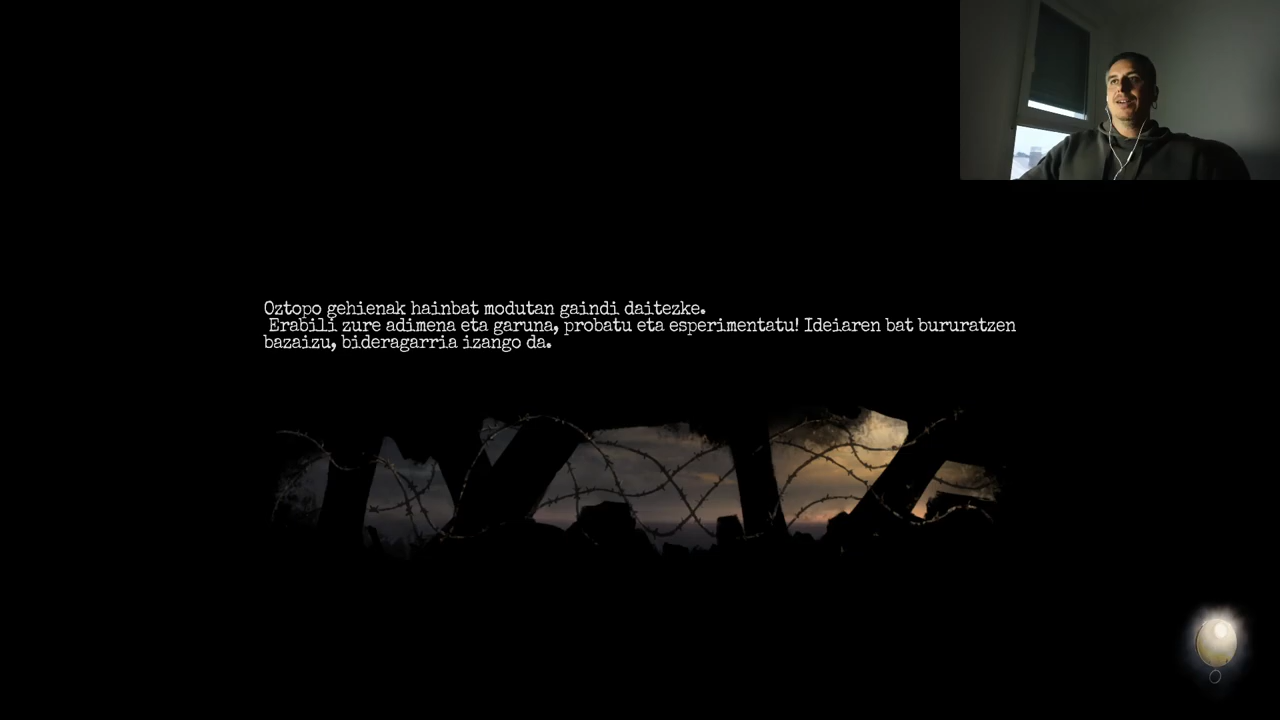 Oztopo gehienak hainbat modutan gaindi daitezke.
Erabili zure adimena eta garuna, probatu eta esperimentatu! Ideiaren bat bururatzen
bazaizu, bideragarria izango da.